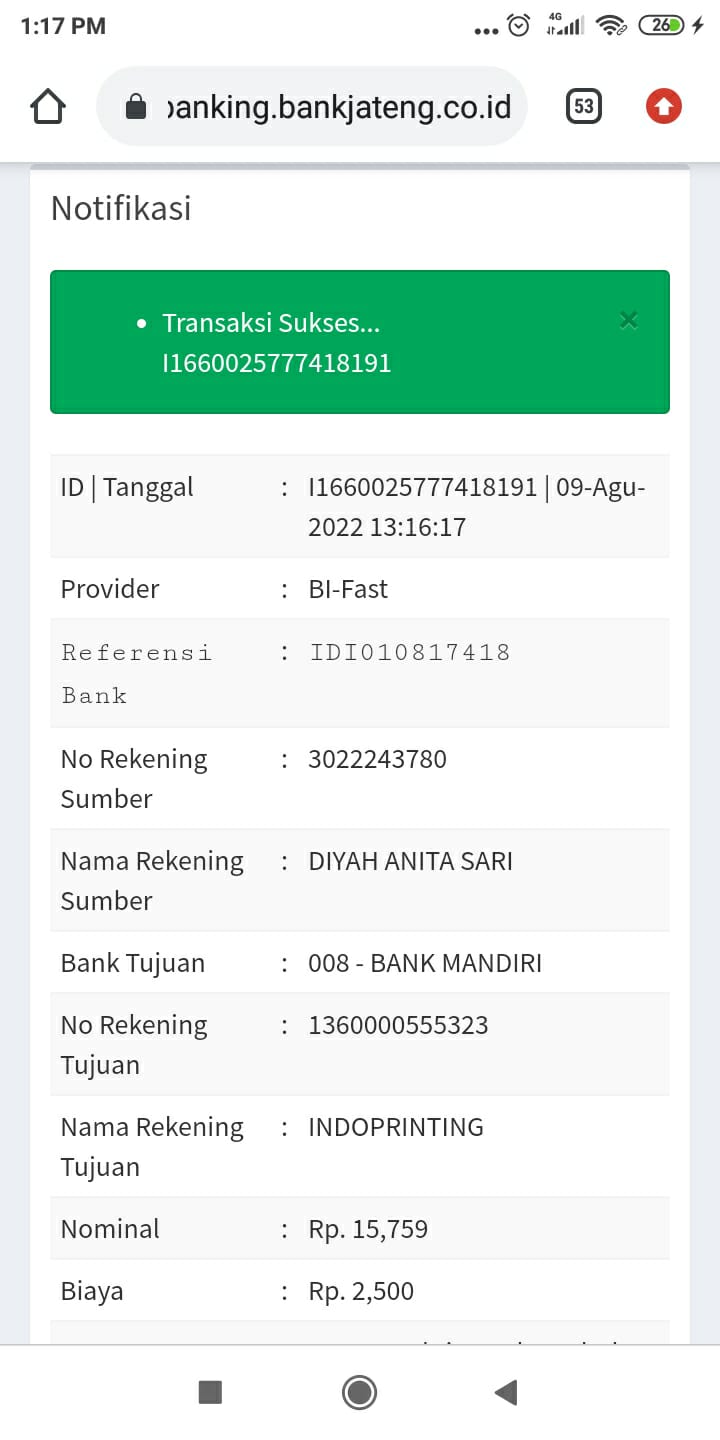 1:17 PM
4G
26
banking.bankjateng.co.id
53
Notifikasi
Transaksi Sukses...
I1660025777418191
ID | Tanggal : I1660025777418191 | 09-Agu-
2022 13:16:17
Provider : BI-Fast
Referensi : IDI010817418
Bank
No Rekening : 3022243780
Sumber
Nama Rekening : DIYAH ANITA SARI
Sumber
Bank Tujuan : 008 - BANK MANDIRI
No Rekening : 1360000555323
Tujuan
Nama Rekening : INDOPRINTING
Tujuan
Nominal : Rp. 15,759
Biaya : Rp. 2,500